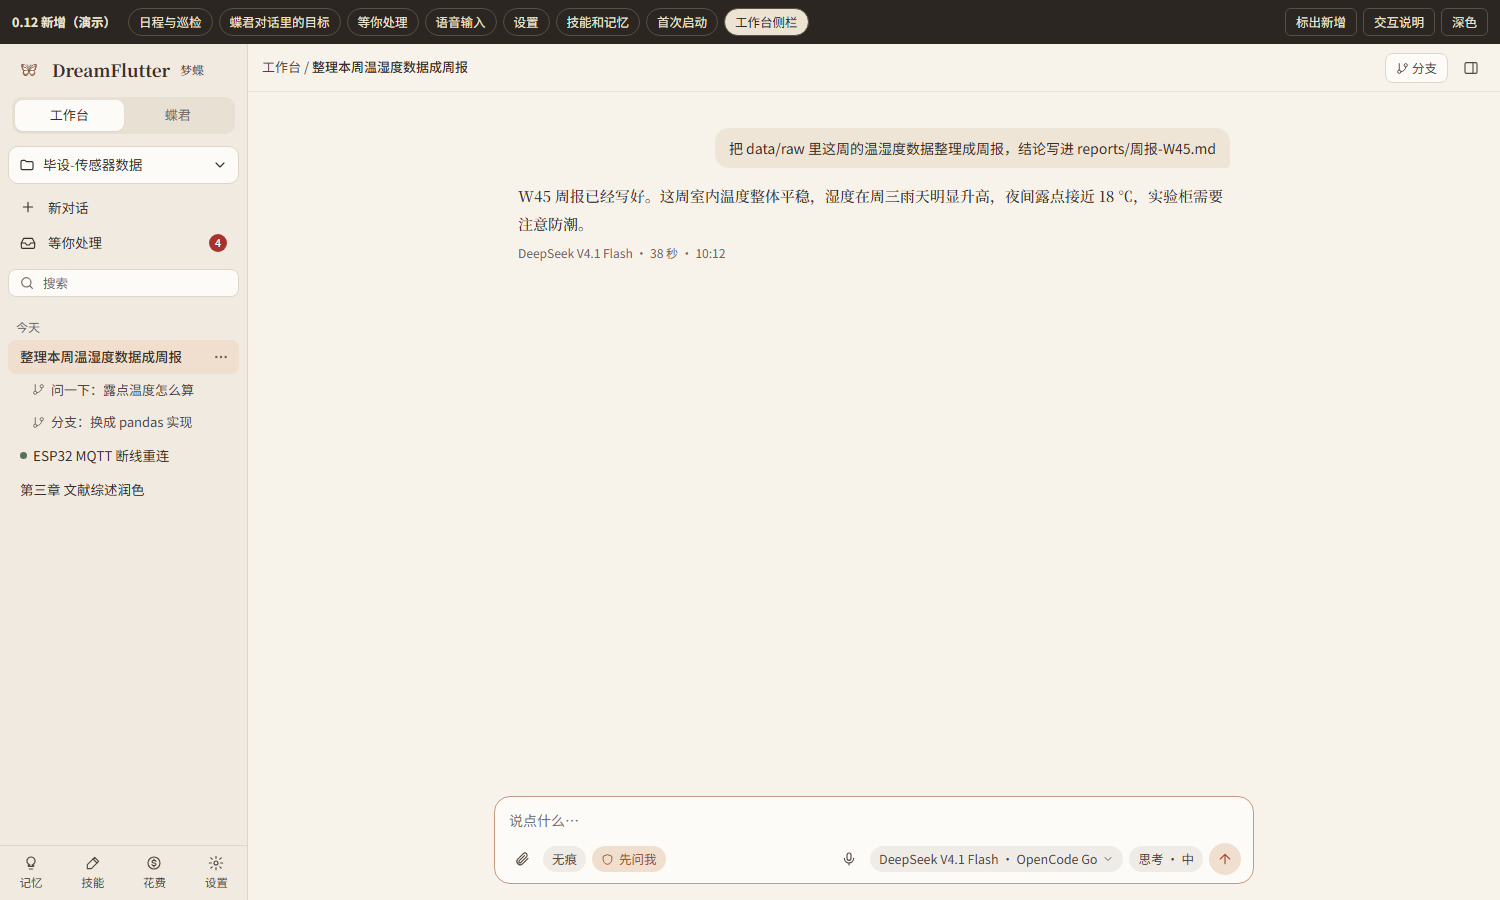 0.12 新增（演示） 日程与巡检 蝶君对话里的目标 等你处理 语音输入 设置 技能和记忆 首次启动 工作台侧栏 标出新增 交互说明 深色
DreamFlutter 梦蝶
工作台 蝶君
毕设-传感器数据
新对话
等你处理 4
搜索
今天
整理本周温湿度数据成周报 ···
问一下：露点温度怎么算
分支：换成 pandas 实现
ESP32 MQTT 断线重连
第三章 文献综述润色
记忆 技能 花费 设置
工作台 / 整理本周温湿度数据成周报 分支
把 data/raw 里这周的温湿度数据整理成周报，结论写进 reports/周报-W45.md
W45 周报已经写好。这周室内温度整体平稳，湿度在周三雨天明显升高，夜间露点接近 18 °C，实验柜需要
注意防潮。
DeepSeek V4.1 Flash · 38 秒 · 10:12
说点什么…
无痕 先问我 DeepSeek V4.1 Flash · OpenCode Go 思考 · 中